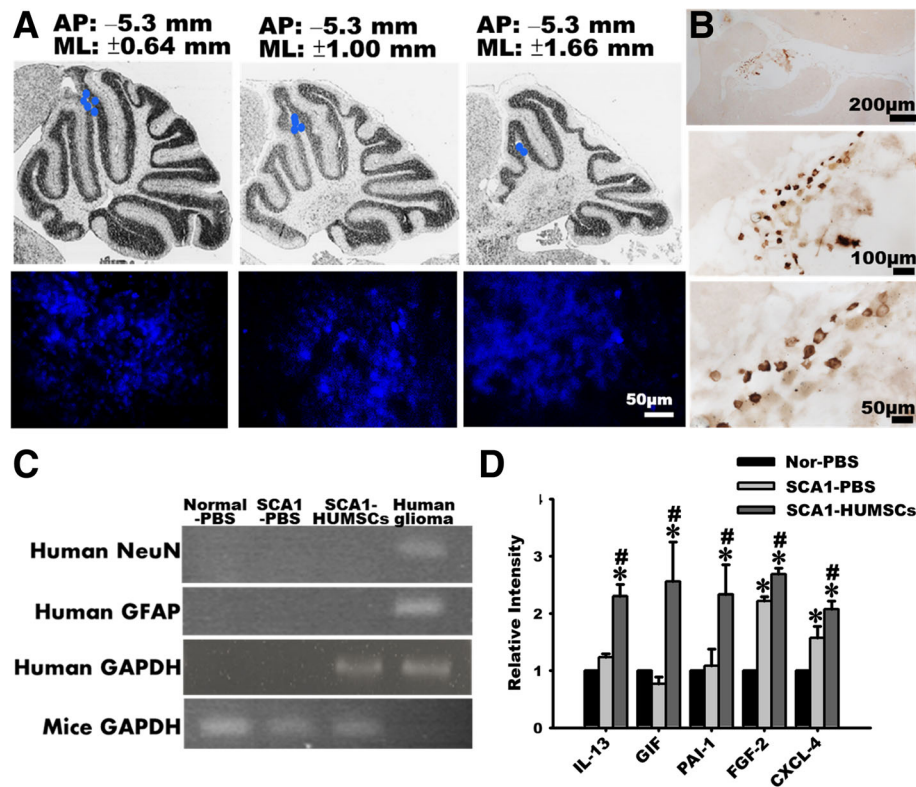 A
AP: −5.3 mm
ML: ±0.64 mm
AP: −5.3 mm
ML: ±1.00 mm
AP: −5.3 mm
ML: ±1.66 mm
50μm
B
200μm
100μm
50μm
C
Normal
-PBS
SCA1
-PBS
SCA1-
HUMSCs
Human
glioma
Human NeuN
Human GFAP
Human GAPDH
Mice GAPDH
D
Nor-PBS
SCA1-PBS
SCA1-HUMSCs
Relative Intensity
4
3
2
1
0
#
*
#
*
#
*
*
#
*
*
#
*
IL-13
GIF
PAI-1
FGF-2
CXCL-4